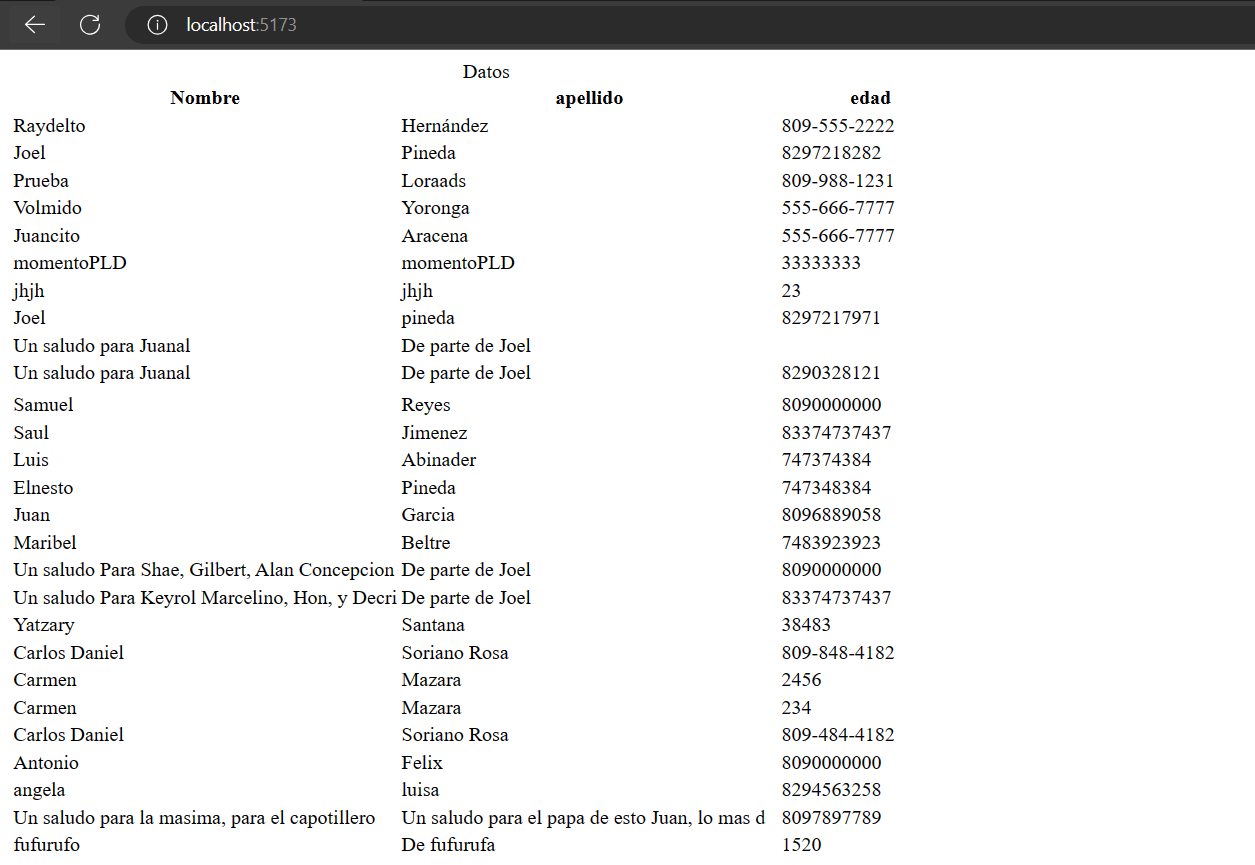 localhost:5173
Datos
Nombre apellido edad
Raydelto Hernández 809-555-2222
Joel Pineda 8297218282
Prueba Loraads 809-988-1231
Volmido Yoronga 555-666-7777
Juancito Aracena 555-666-7777
momentoPLD momentoPLD 33333333
jhjh jhjh 23
Joel pineda 8297217971
Un saludo para Juanal De parte de Joel
Un saludo para Juanal De parte de Joel 8290328121
Samuel Reyes 8090000000
Saul Jimenez 83374737437
Luis Abinader 747374384
Elnesto Pineda 747348384
Juan Garcia 8096889058
Maribel Beltre 7483923923
Un saludo Para Shae, Gilbert, Alan Concepcion De parte de Joel 8090000000
Un saludo Para Keyrol Marcelino, Hon, y Decri De parte de Joel 83374737437
Yatzary Santana 38483
Carlos Daniel Soriano Rosa 809-848-4182
Carmen Mazara 2456
Carmen Mazara 234
Carlos Daniel Soriano Rosa 809-484-4182
Antonio Felix 8090000000
angela luisa 8294563258
Un saludo para la masima, para el capotillero Un saludo para el papa de esto Juan, lo mas d 8097897789
fufurufo De fufurufa 1520